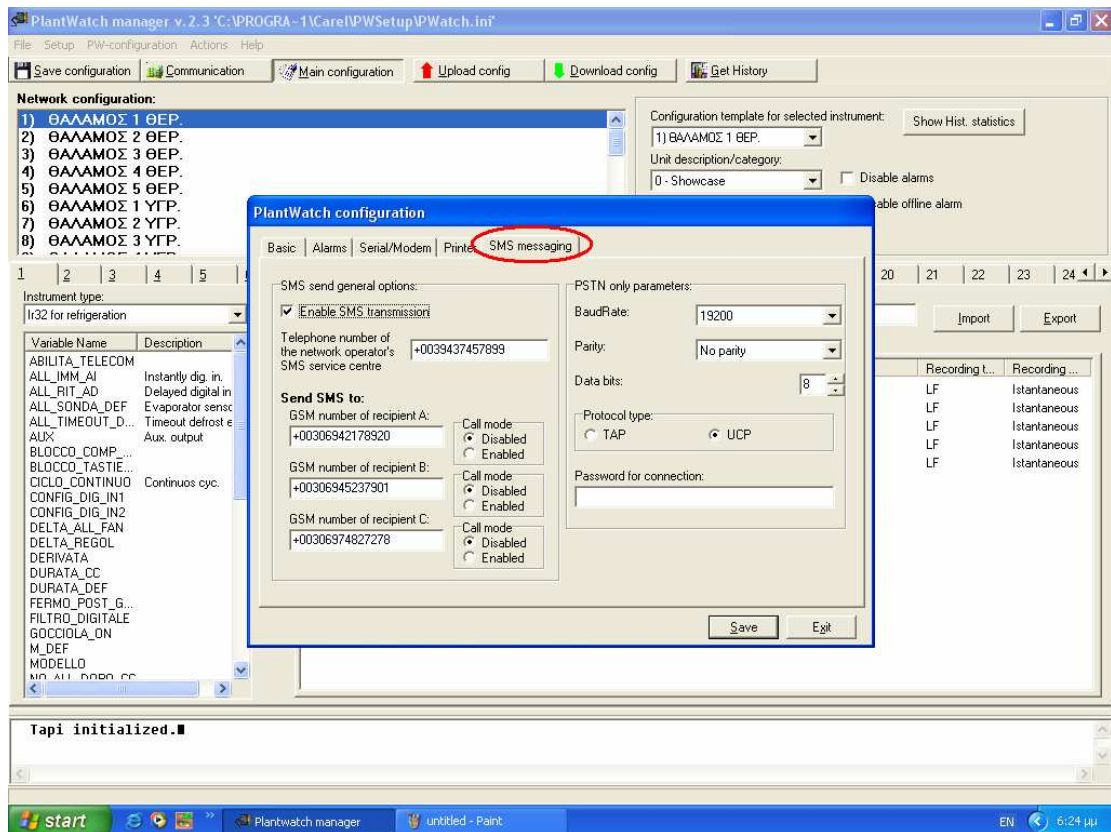 PlantWatch manager v.2.3 'C:\PROGRA~1\Carel\PWSetup\PWatch.ini'
File Setup PW-configuration Actions Help
Save configuration Communication Main configuration Upload config Download config Get History
Network configuration:
1) ΘΑΛΑΜΟΣ 1 ΘΕΡ.
2) ΘΑΛΑΜΟΣ 2 ΘΕΡ.
3) ΘΑΛΑΜΟΣ 3 ΘΕΡ.
4) ΘΑΛΑΜΟΣ 4 ΘΕΡ.
5) ΘΑΛΑΜΟΣ 5 ΘΕΡ.
6) ΘΑΛΑΜΟΣ 1 ΥΓΡ.
7) ΘΑΛΑΜΟΣ 2
8) ΘΑΛΑΜΟΣ 3 ΥΓΡ.
Configuration template for selected instrument:
1) ΘΑΛΑΜΟΣ 1 ΘΕΡ.
Show Hist. statistics
Unit description/category:
0 - Showcase
Disable alarms
offline alarm
1 2 3 4 5 20 21 22 23 24
Instrument type:
Ir32 for refrigeration
Import Export
Variable Name Description
ABILITA_TELECOM
ALL_IMM_AI Instantly dig. in.
ALL_RIT_AD Delayed digital in
ALL_SONDA_DEF Evaporator sensc
ALL_TIMEOUT_D... Timeout defrost e
AUX Aux. output
BLOCCO_COMP_...
BLOCCO_TASTIE...
CICLO_CONTINUO Continuos cyc.
CONFIG_DIG_IN1
CONFIG_DIG_IN2
DELTA_ALL_FAN
DELTA_REGOL
DERIVATA
DURATA_CC
DURATA_DEF
FERMO_POST_G...
FILTRO_DIGITALE
GOCCIOLA_ON
M_DEF
MODELLO
Recording t... Recording ...
LF Istantaneous
LF Istantaneous
LF Istantaneous
LF Istantaneous
LF Istantaneous
PlantWatch configuration
Basic Alarms Serial/Modem Printer SMS messaging
SMS send general options:
Enable SMS transmission
Telephone number of
the network operator's
SMS service centre
+0039437457899
Send SMS to:
GSM number of recipient A:
+00306942178920
Call mode
Disabled
Enabled
GSM number of recipient B:
+00306945237901
Call mode
Disabled
Enabled
GSM number of recipient C:
+00306974827278
Call mode
Disabled
Enabled
PSTN only parameters:
BaudRate: 19200
Parity: No parity
Data bits: 8
Protocol type:
TAP UCP
Password for connection:
Save Exit
Tapi initialized.
start Plantwatch manager untitled - Paint EN 6:24 μμ